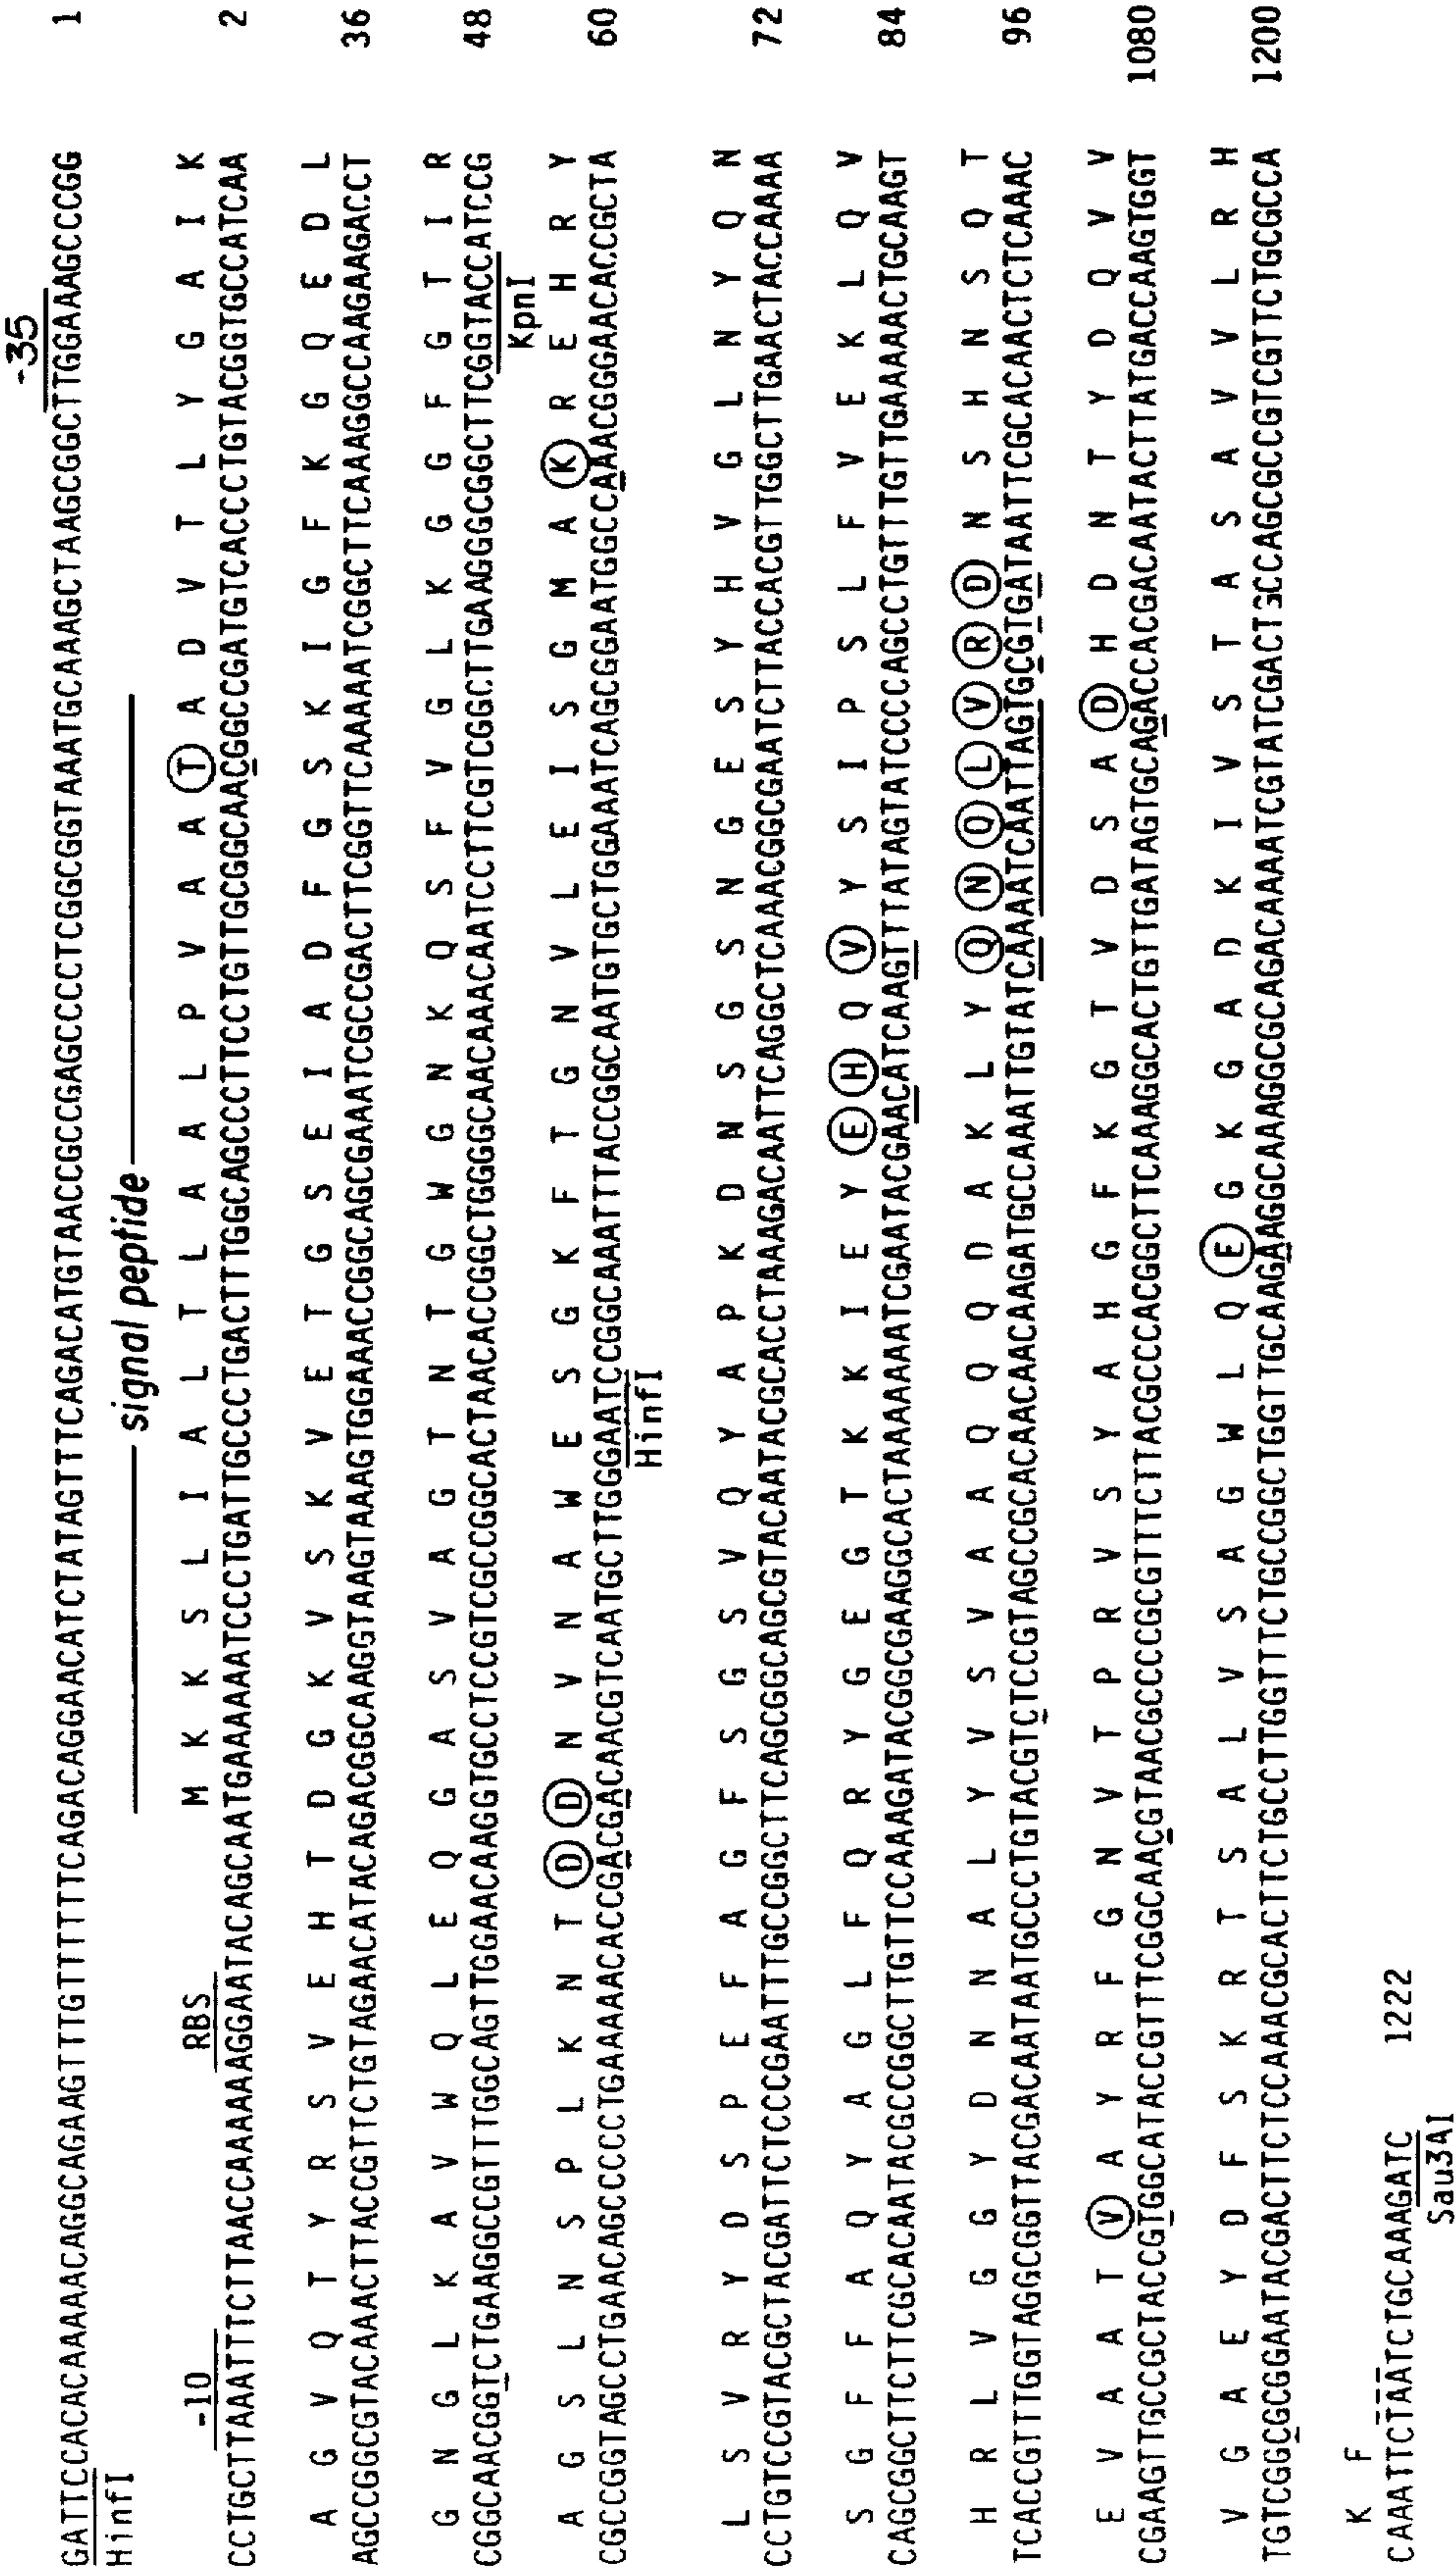 -35
GATTCCACACAAAACAGGCAGAAGTTTGTTTTTTCAGACAGGAACATCTATAGTTTCAGACATGTAACCGCCGAGCCCCTCGGCGGTAAATGCAAAGCTAAGCGGCTTGGAAAGCCCGG 1
HinfI
signal peptide
-10 RBS
M K K S L I A L T L A A L P V A A T A D V T L Y G A I K
CCTGCTTAAATTTCTTAACCAAAAAAGGAATACAGCAATGAAAAAATCCCTGATTGCCCTGACTTTGGCAGCCCTTCCTGTTGCGGCAACGGCCGATGTCACCCTGTACGGTGCCATCAA 2
A G V Q T Y R S V E H T D G K V S K V E T G S E I A D F G S K I G F K G Q E D L
AGCCGGCGTACAAACTTACCGTTCTGTAGAACATACAGACGGCAAGGTAAGTAAAGTGGAAACCGGCAGCGAAATCGCCGACTTCGGTTCAAAAATCGGCTTCAAAGGCCAAGAAGACCT 36
G N G L K A V W Q L E Q G A S V A G T N T G W G N K Q S F V G L K G G F G T I R
CGGCAACGGTCTGAAGGCCGTTTGGCAGTTGGAACAAGGTGCCTCCGTCGCCGGCACTAACACCGGCTGGGGCAACAAACAATCCTTCGTCGGCTTGAAGGGCGGCTTCGGTACCATCCG 48
KpnI
A G S L N S P L K N T D D N V N A W E S G K F T G N V L E I S G M A K R E H R Y
CGCCGGTAGCCTGAACAGCCCCCTGAAAAACACCGACGACAACGTCAATGCTTGGGAATCCGGCAAATTTACCGGCAATGTGCTGGAAATCAGCGGAATGGCCAAACGGGAACACCGCTA 60
HinfI
L S V R Y D S P E F A G F S G S V Q Y A P K D N S G S N G E S Y H V G L N Y Q N
CCTGTCCGTACGCTACGATTCTCCCGAATTTGCCGGCTTCAGCGGCAGCGTACAATACGCACCTAAAGACAATTCAGGCTCAAACGGCGAATCTTACCACGTTGGCTTGAACTACCAAAA 72
S G F F A Q Y A G L F Q R Y G E G T K K I E Y E H Q V Y S I P S L F V E K L Q V
CAGCGGCTTCTTCGCACAATACGCCGGCTTGTTCCAAAGATACGGCGAAGGCACTAAAAAAATCGAATACGAACATCAAGTTTATAGTATCCCCAGCCTGTTTGTTGAAAAACTGCAAGT 84
H R L V G G Y D N N A L Y V S V A A Q Q Q D A K L Y Q N Q L V R D N S H N S Q T
TCACCGTTTGGTAGGCGGTTACGACAATAATGCCCTGTACGTCTCCGTAGCCGCACAACAACAAGATGCCAAATTGTATCAAAATCAATTAGTGCGTGATAATTCGCACAACTCTCAAAC 96
E V A A T V A Y R F G N V T P R V S Y A H G F K G T V D S A D H D N T Y D Q V V
CGAAGTTGCCGCTACCGTGGCATACCGTTTCGGCAACGTAACGCCCCGCGTTTCTTACGCCCACGGCTTCAAAGGCACTGTTGATAGTGCAGACCACGACAATACTTATGACCAAGTGGT 1080
V G A E Y D F S K R T S A L V S A G W L Q E G K G A D K I V S T A S A V V L R H
TGTCGGCGCGGAATACGACTTCTCCAAACGCACTTCTGCCTTGGTTTCTGCCGGCTGGTTGCAAGAAGGCAAAGGCGCAGACAAAATCGTATCGACTGCCAGCGCCGTCGTTCTGCGCCA 1200
K F
CAAATTCTAATCTGCAAAGATC 1222
Sau3AI